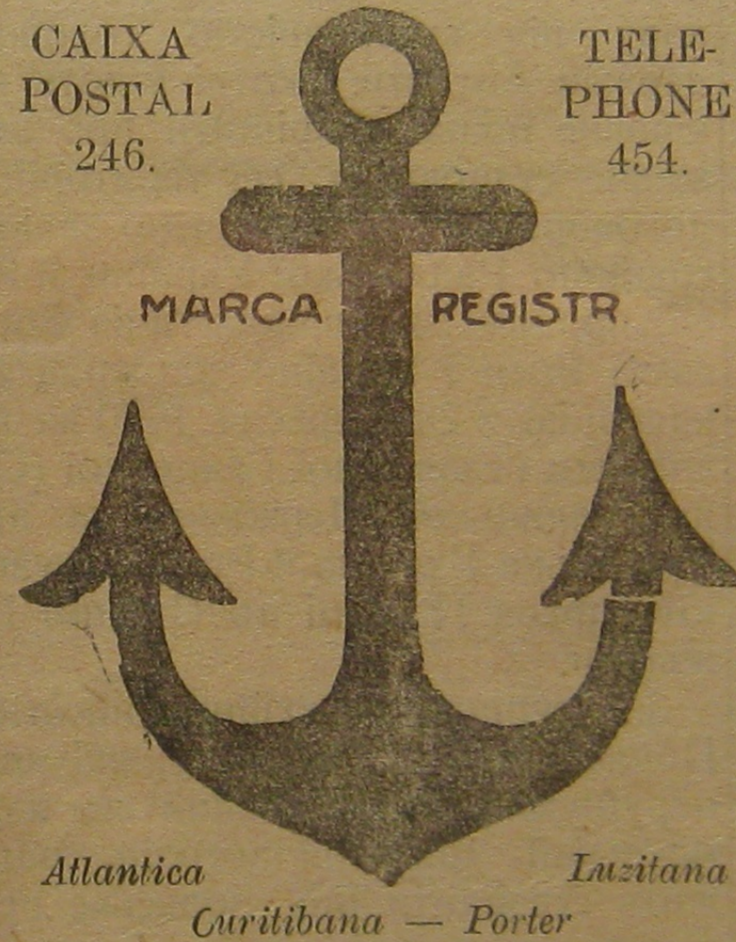 CAIXA
POSTAL
246.
TELE-
PHONE
454.
MARCA REGISTR
Atlantica Luzitana
Curitibana — Porter